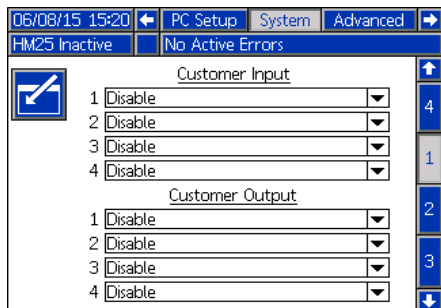 06/08/15 15:20 PC Setup System Advanced
HM25 Inactive No Active Errors
Customer Input
1 Disable
2 Disable
3 Disable
4 Disable
Customer Output
1 Disable
2 Disable
3 Disable
4 Disable
4
1
2
3